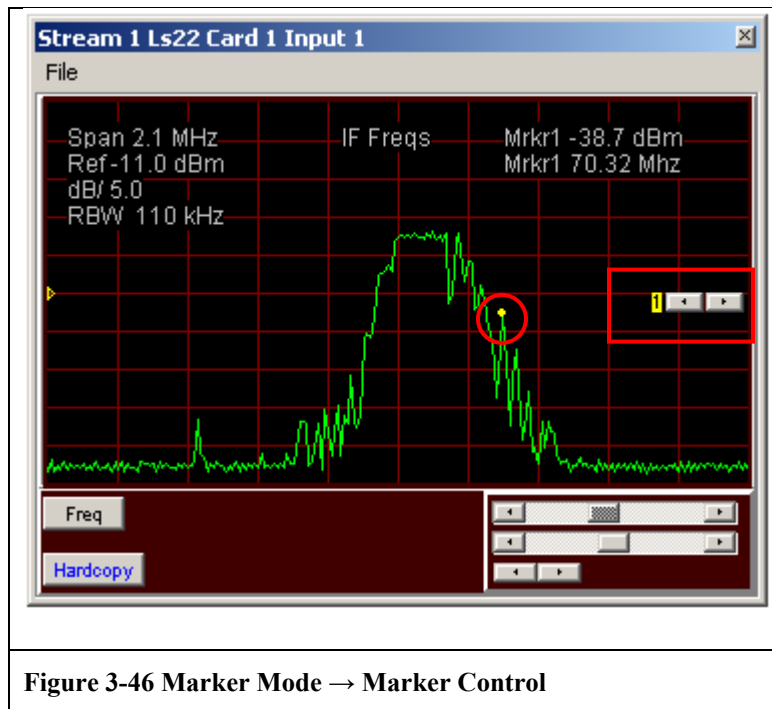 Stream 1 Ls22 Card 1 Input 1
File
Span 2.1 MHz
IF Freqs
Mrkr1 -38.7 dBm
Ref -11.0 dBm
Mrkr1 70.32 Mhz
dB/ 5.0
RBW 110 kHz
1
Freq
Hardcopy
Figure 3-46 Marker Mode → Marker Control